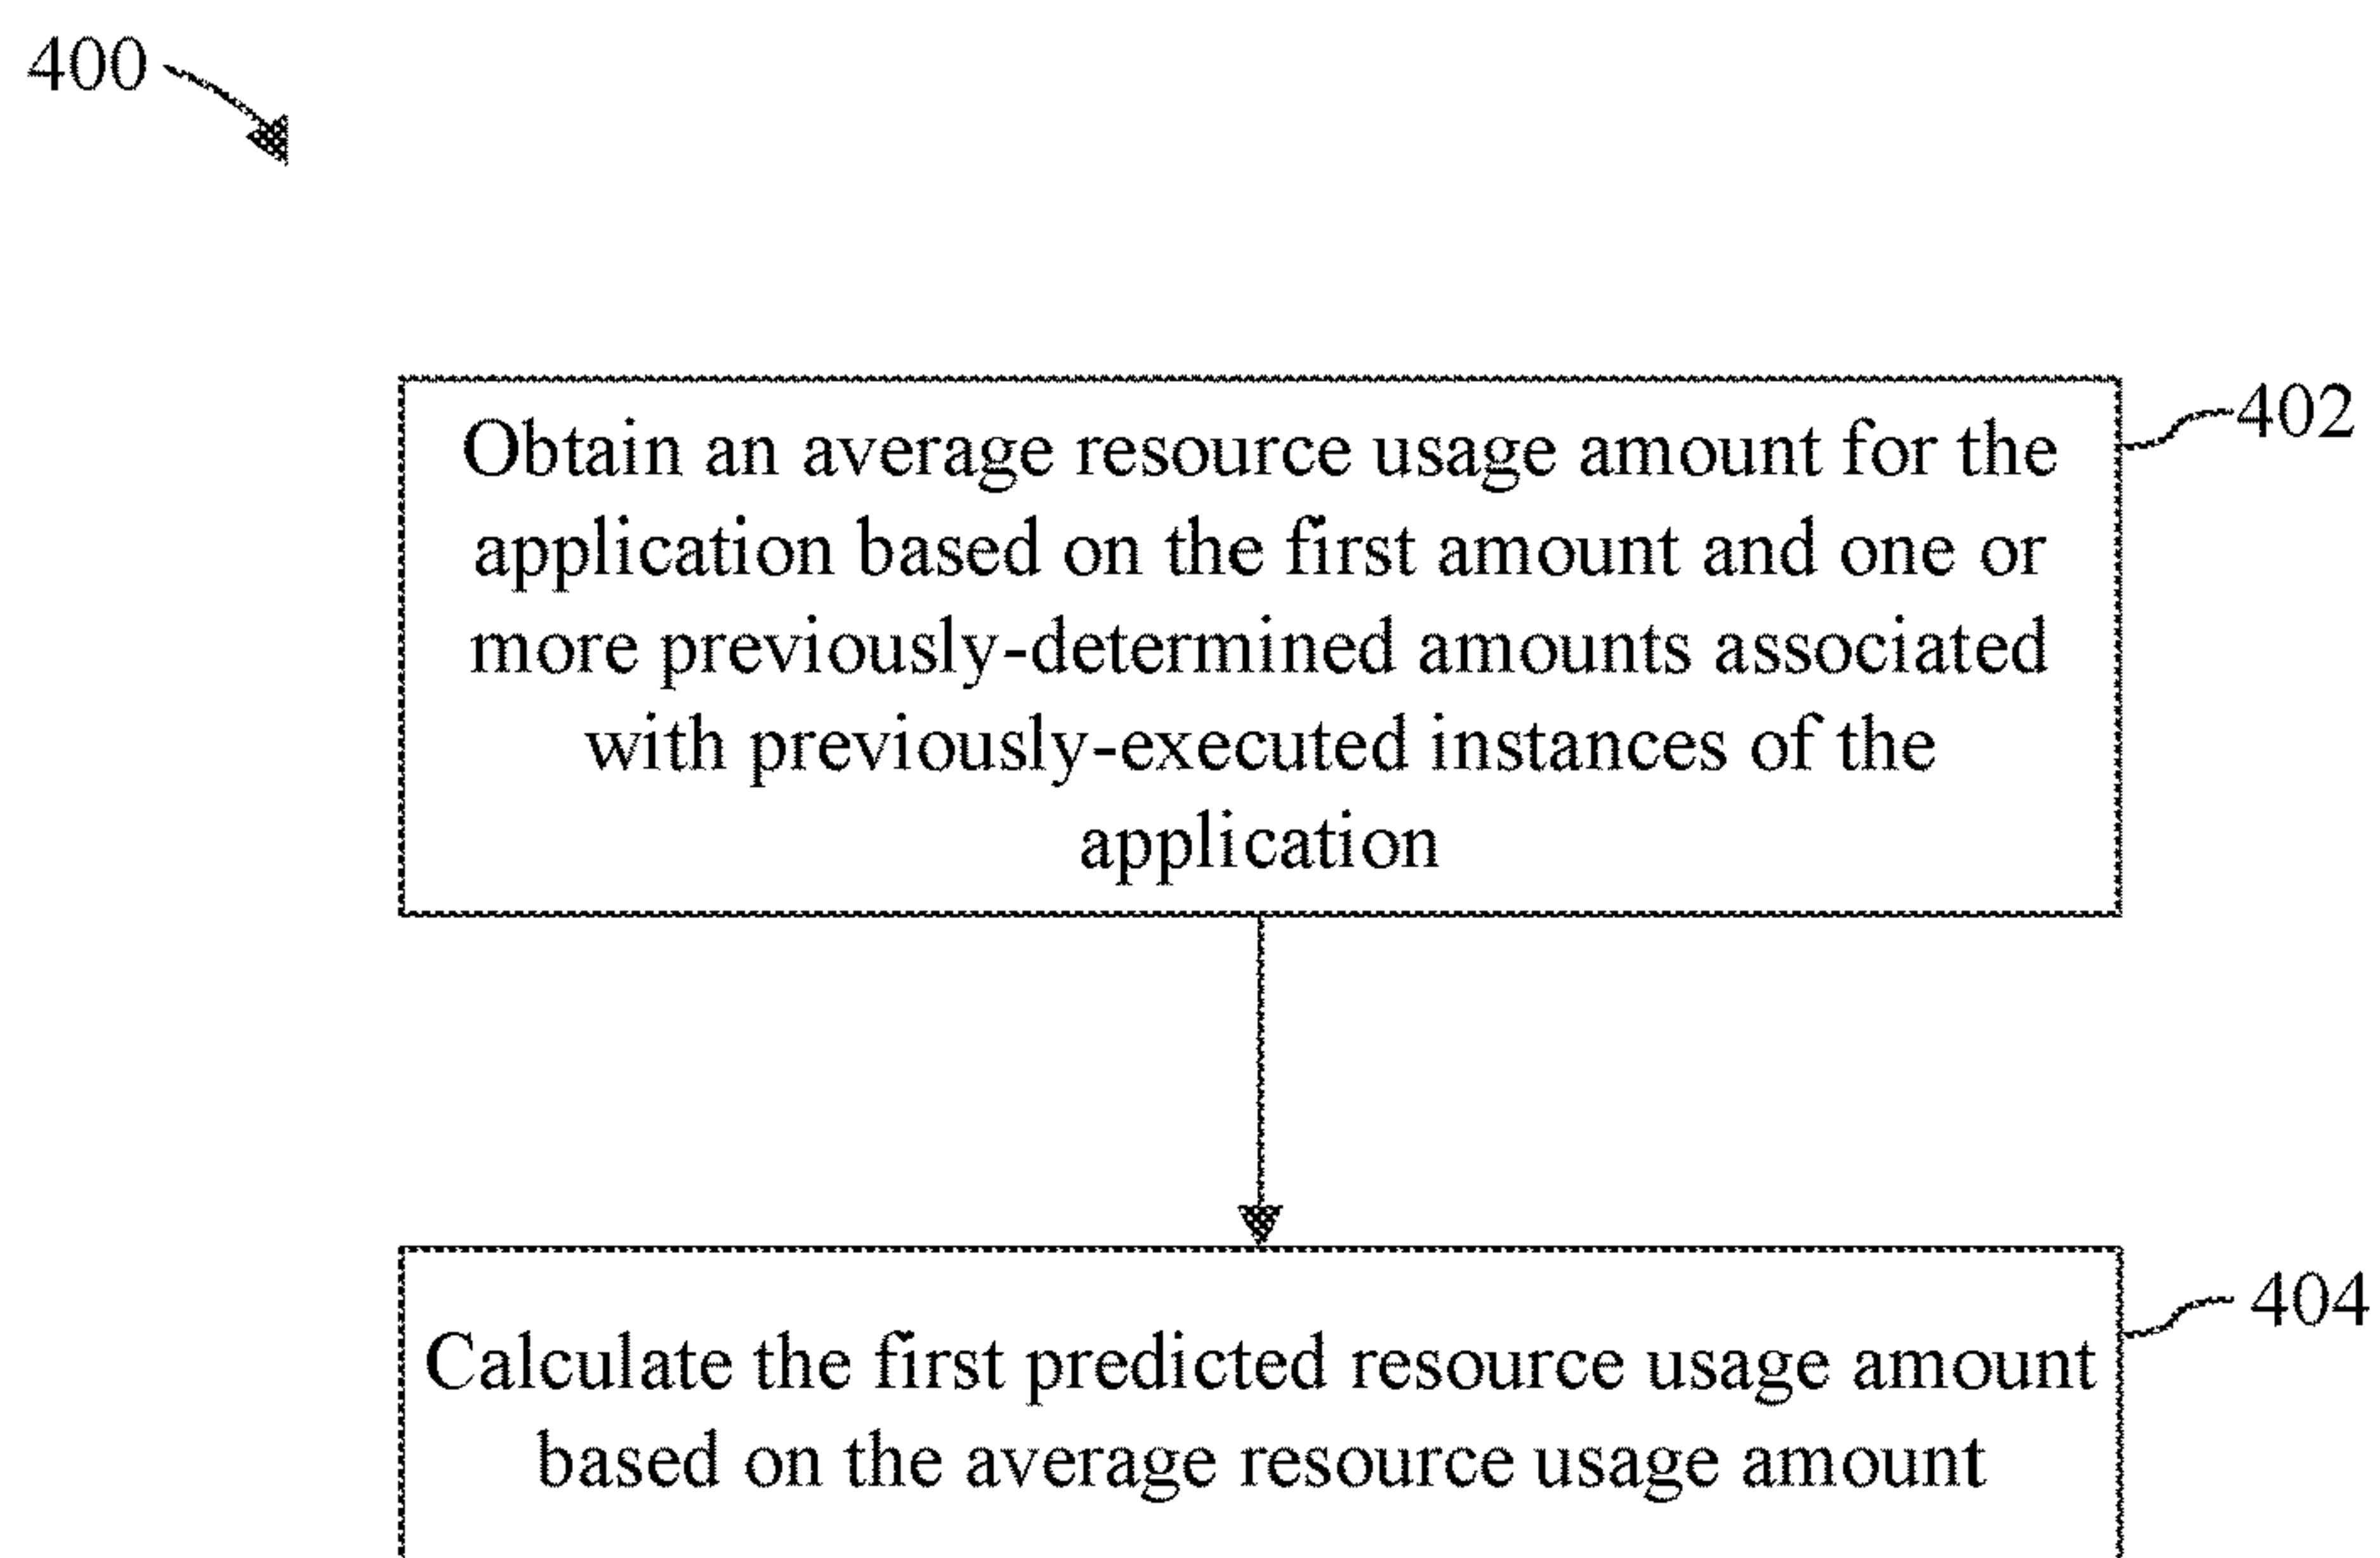 400
402
Obtain an average resource usage amount for the
application based on the first amount and one or
more previously-determined amounts associated
with previously-executed instances of the
application
404
Calculate the first predicted resource usage amount
based on the average resource usage amount